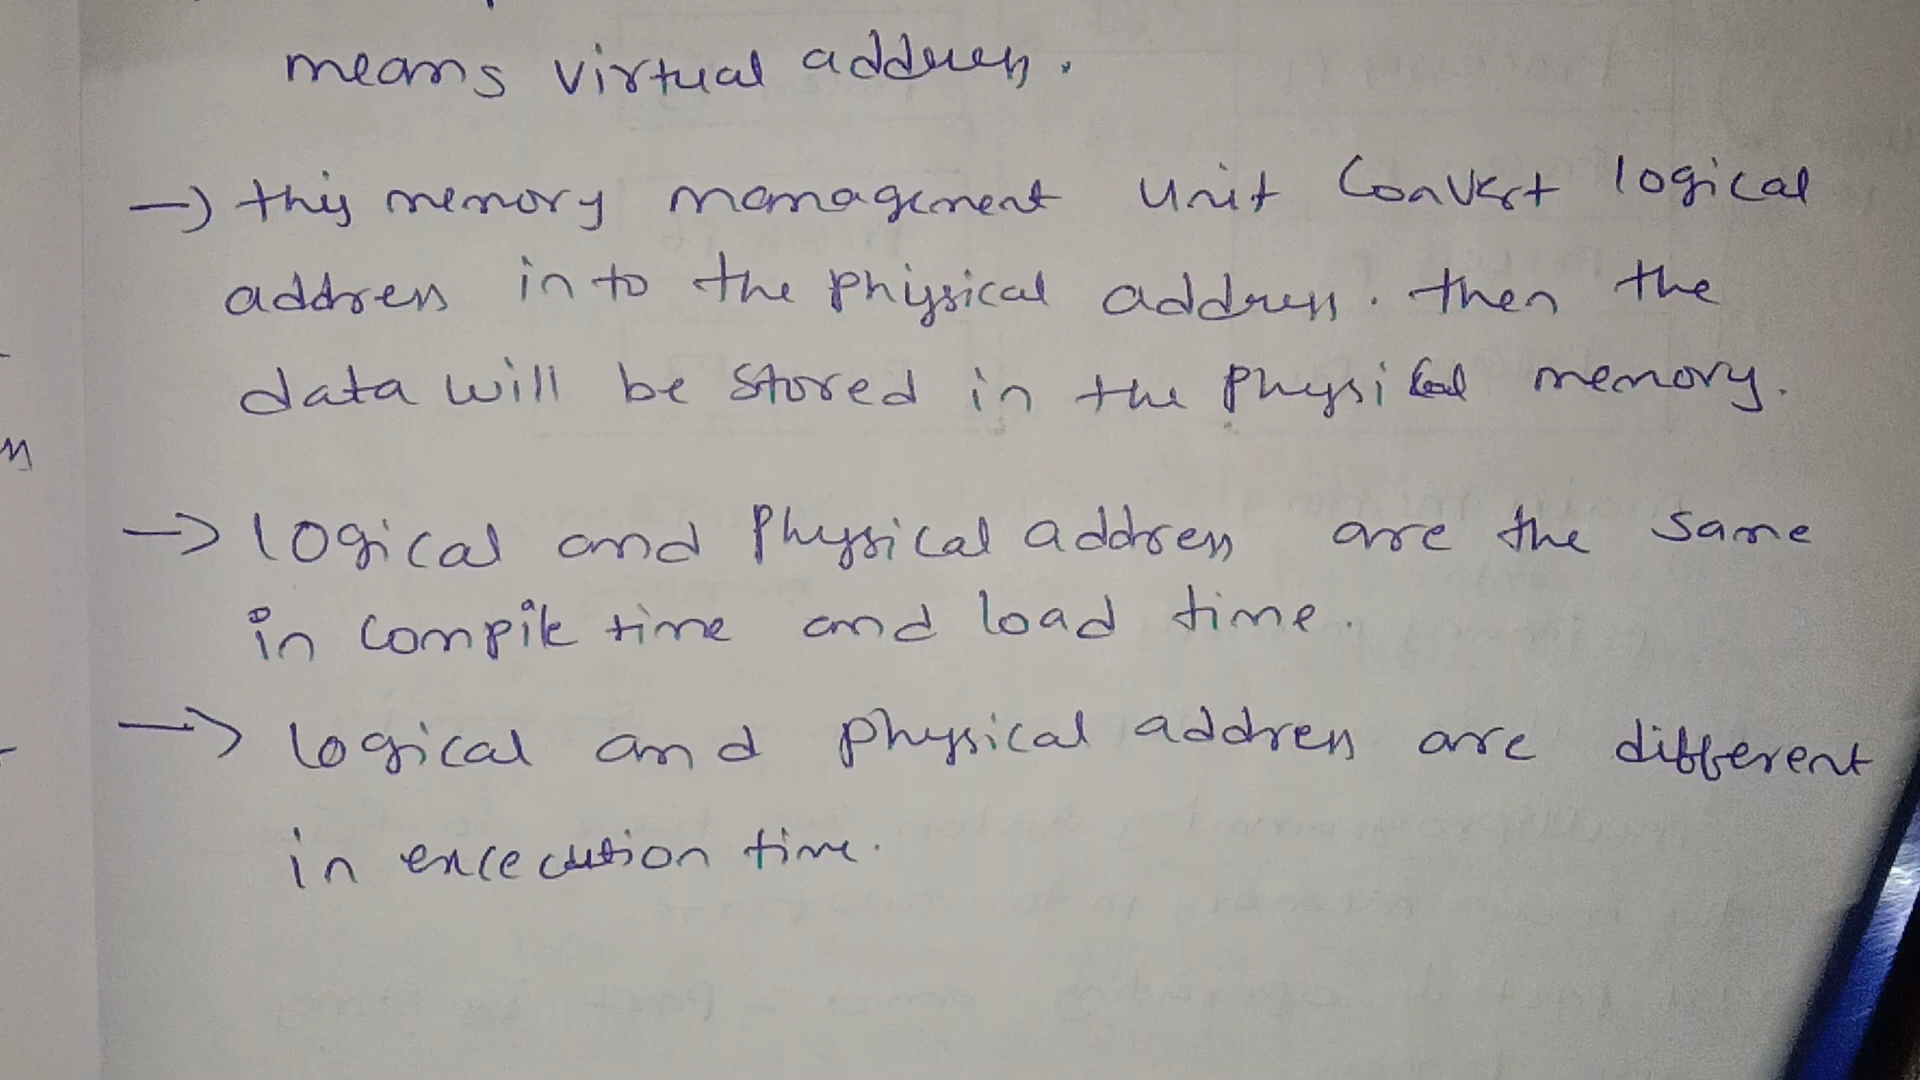 means virtual address.
→ this memory management unit convert logical
address in to the phiysical address. then the
data will be stored in the physical memory.
→ logical and physical address are the same
in compile time and load time.
→ logical and physical address are different
in excecution time.